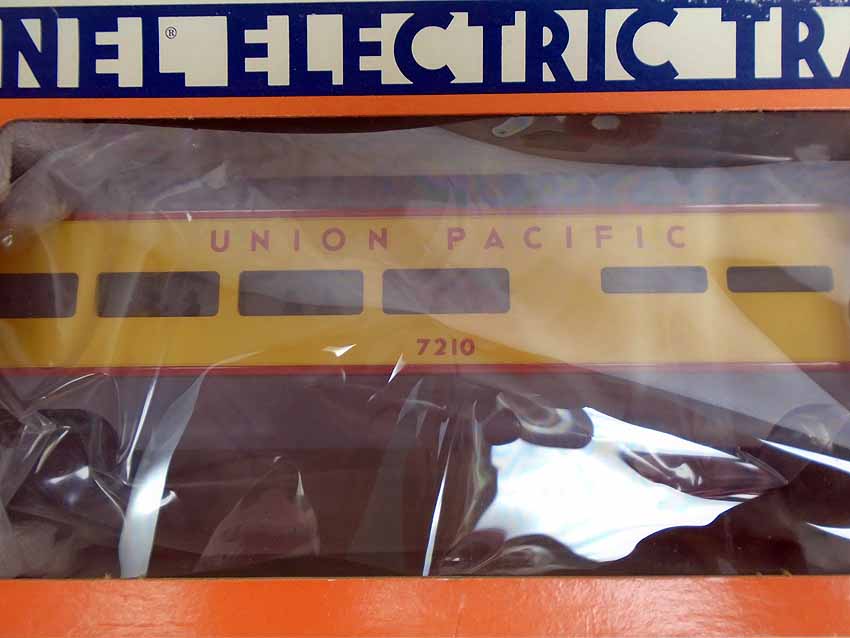 NEL® ELECTRIC TRA
UNION PACIFIC
7210